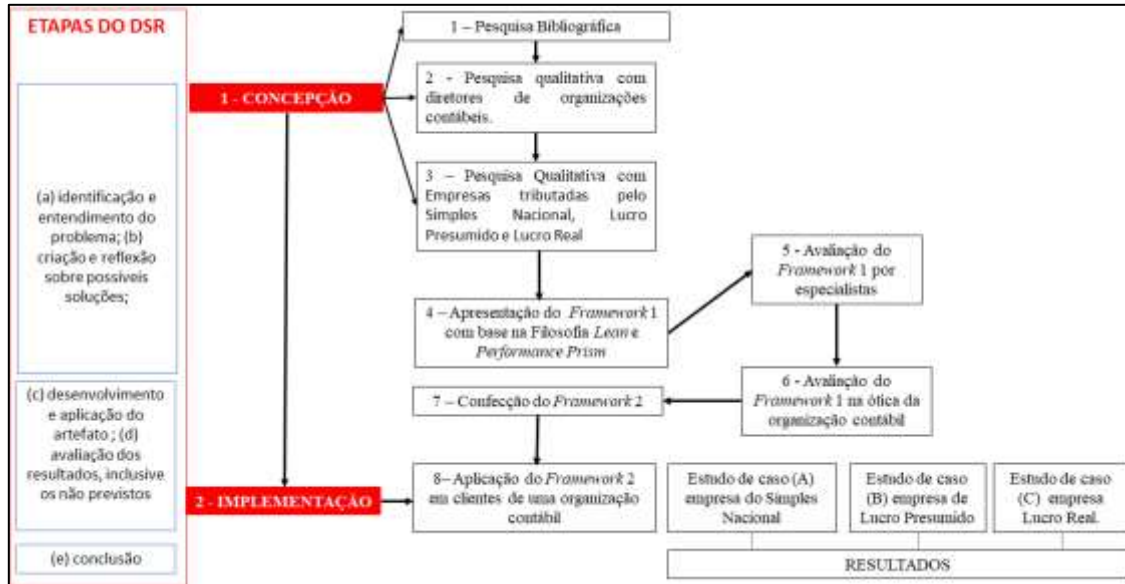 ETAPAS DO DSR
(a) identificação e
entendimento do
problema; (b)
criação e reflexão
sobre possíveis
soluções;
(c) desenvolvimento
e aplicação do
artefato ; (d)
avaliação dos
resultados, inclusive
os não previstos
(e) conclusão
1 - CONCEPÇÃO
2 - IMPLEMENTAÇÃO
1 – Pesquisa Bibliográfica
2 - Pesquisa qualitativa com
diretores de organizações
contábeis.
3 – Pesquisa Qualitativa com
Empresas tributadas pelo
Simples Nacional, Lucro
Presumido e Lucro Real
4 – Apresentação do Framework 1
com base na Filosofia Lean e
Performance Prism
5 - Avaliação do
Framework 1 por
especialistas
6 - Avaliação do
Framework 1 na ótica da
organização contábil
7 – Confecção do Framework 2
8– Aplicação do Framework 2
em clientes de uma organização
contábil
Estudo de caso (A)
empresa do Simples
Nacional
Estudo de caso
(B) empresa de
Lucro Presumido
Estudo de caso
(C) empresa
Lucro Real.
RESULTADOS